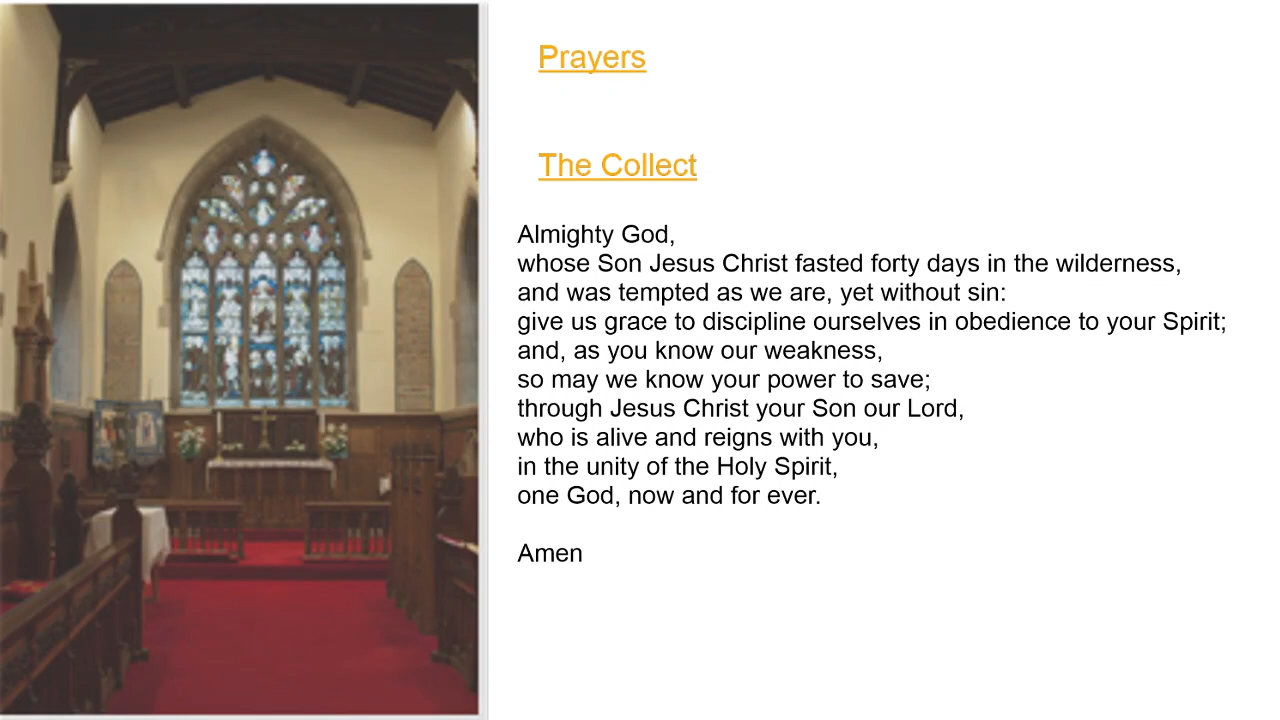 Prayers
The Collect
Almighty God,
whose Son Jesus Christ fasted forty days in the wilderness,
and was tempted as we are, yet without sin:
give us grace to discipline ourselves in obedience to your Spirit;
and, as you know our weakness,
so may we know your power to save;
through Jesus Christ your Son our Lord,
who is alive and reigns with you,
in the unity of the Holy Spirit,
one God, now and for ever.
Amen